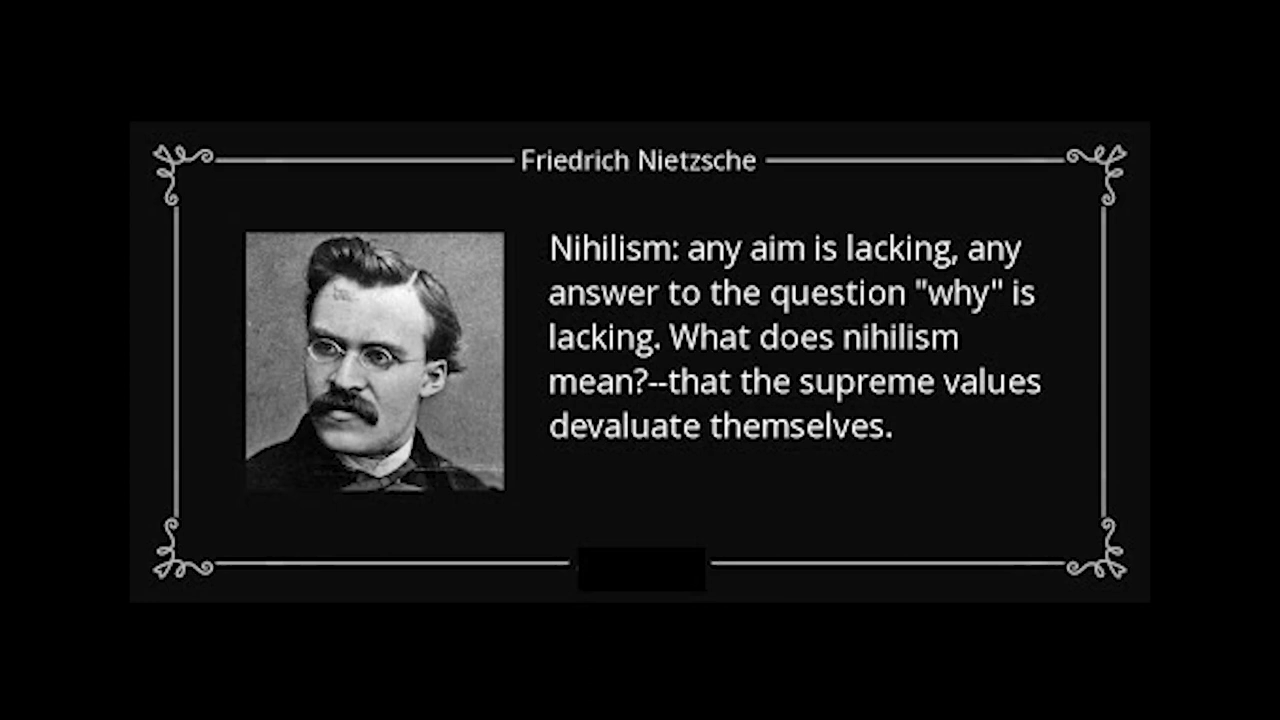 Friedrich Nietzsche
Nihilism: any aim is lacking, any
answer to the question "why" is
lacking. What does nihilism
mean?--that the supreme values
devaluate themselves.